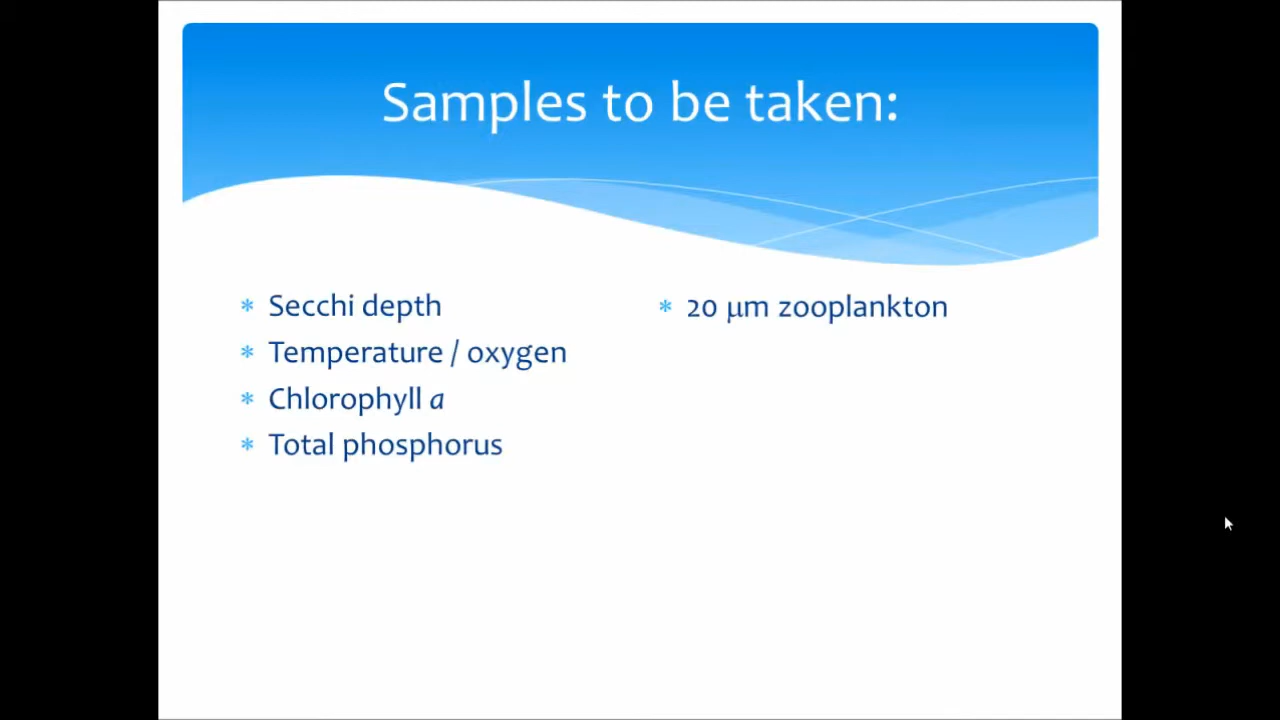 Samples to be taken:
* Secchi depth
* Temperature / oxygen
* Chlorophyll a
* Total phosphorus
* 20 µm zooplankton